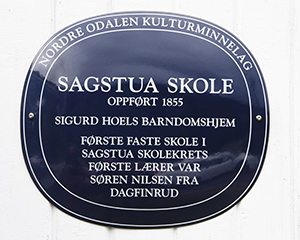 NORDRE ODALEN KULTURMINNELAG
SAGSTUA SKOLE
OPPFØRT 1855
SIGURD HOELS BARNDOMSHJEM
FØRSTE FASTE SKOLE I
SAGSTUA SKOLEKRETS
FØRSTE LÆRER VAR
SØREN NILSEN FRA
DAGFINRUD